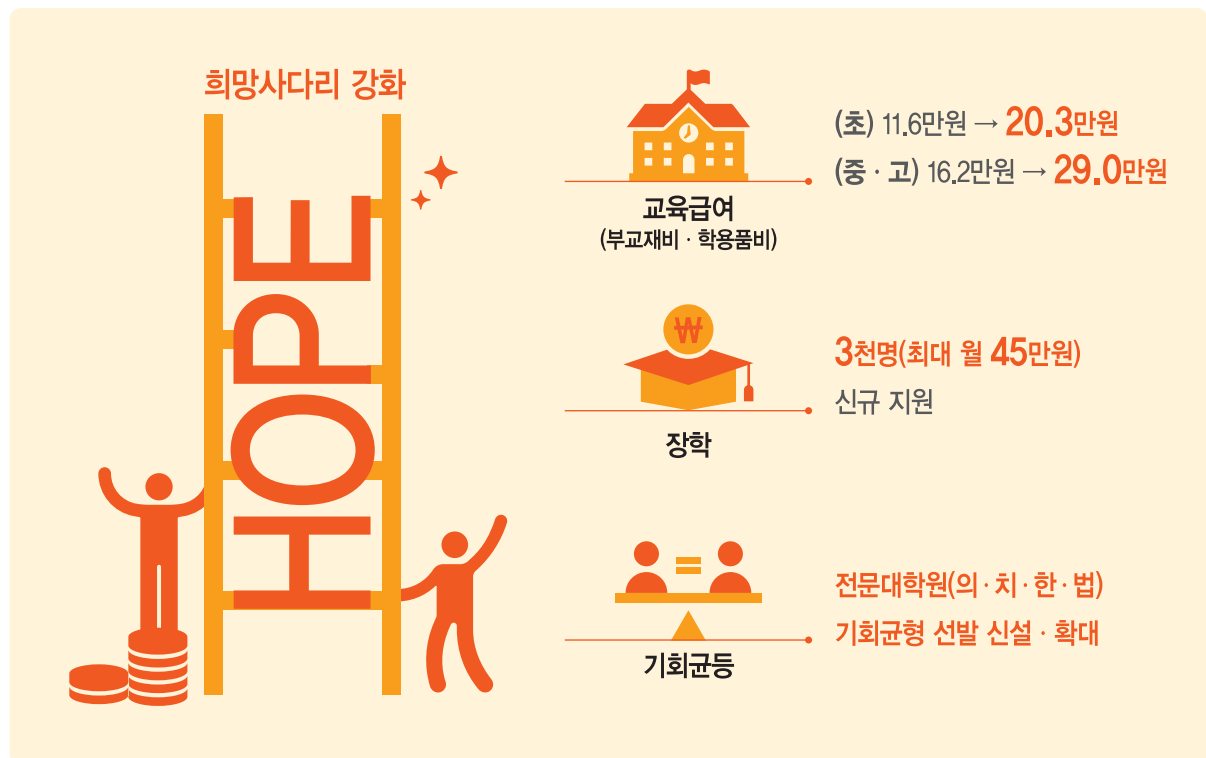 희망사다리 강화
HOPE
교육급여
(부교재비 · 학용품비)
(초) 11.6만원 → 20.3만원
(중 · 고) 16.2만원 → 29.0만원
₩
장학
3천명(최대 월 45만원)
신규 지원
=
기회균등
전문대학원(의 · 치 · 한 · 법)
기회균형 선발 신설 · 확대